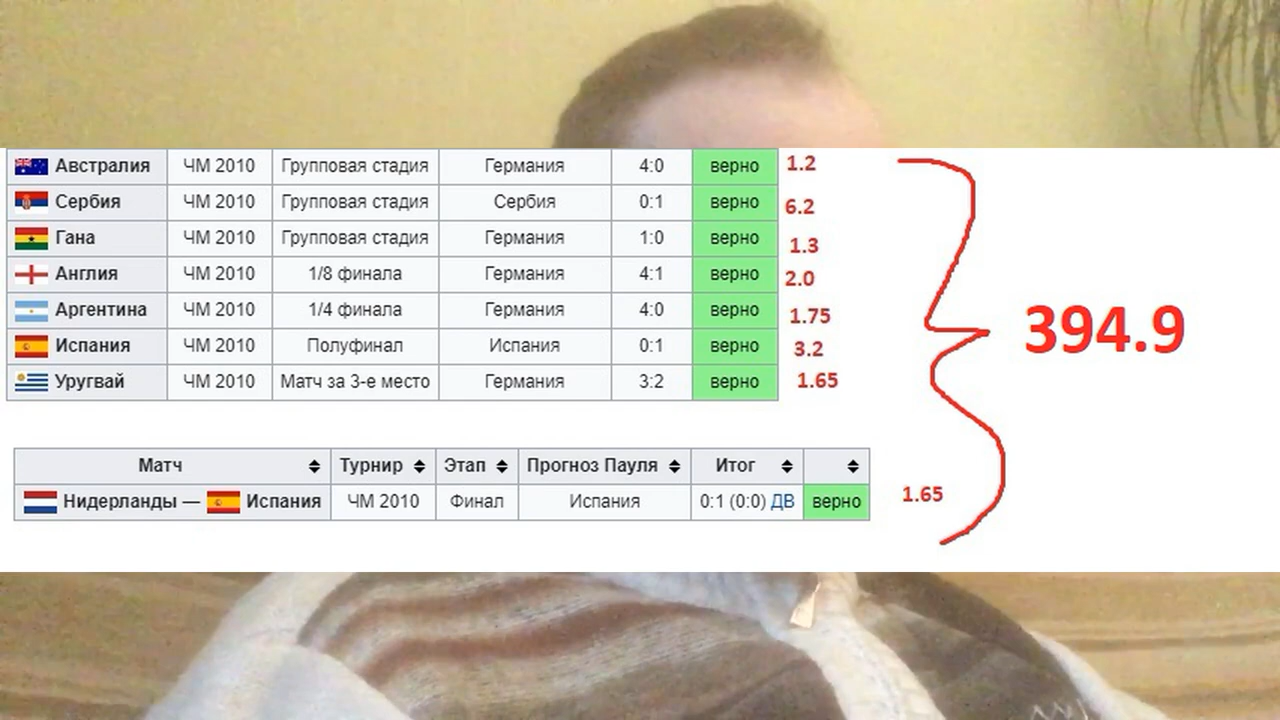 Австралия ЧМ 2010 Групповая стадия Германия 4:0 верно 1.2
Сербия ЧМ 2010 Групповая стадия Сербия 0:1 верно 6.2
Гана ЧМ 2010 Групповая стадия Германия 1:0 верно 1.3
Англия ЧМ 2010 1/8 финала Германия 4:1 верно 2.0
Аргентина ЧМ 2010 1/4 финала Германия 4:0 верно 1.75
Испания ЧМ 2010 Полуфинал Испания 0:1 верно 3.2
Уругвай ЧМ 2010 Матч за 3-е место Германия 3:2 верно 1.65
394.9
Матч Турнир Этап Прогноз Пауля Итог
Нидерланды — Испания ЧМ 2010 Финал Испания 0:1 (0:0) ДВ верно 1.65